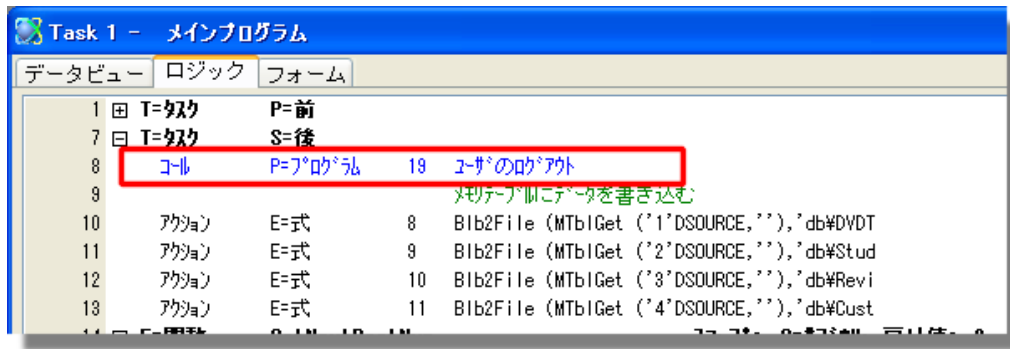 Task 1 - メインプログラム
データビュー ロジック フォーム
1 T=ﾀｽｸ P=前
7 T=ﾀｽｸ S=後
8 ｺｰﾙ P=ﾌﾟﾛｸﾞﾗﾑ 19 ﾕｰｻﾞのﾛｸﾞｱｳﾄ
9 ﾒﾓﾘﾃｰﾌﾞﾙにﾃﾞｰﾀを書き込む
10 ｱｸｼｮﾝ E=式 8 Blb2File (MTblGet ('1'DSOURCE,''),'db¥DVDT
11 ｱｸｼｮﾝ E=式 9 Blb2File (MTblGet ('2'DSOURCE,''),'db¥Stud
12 ｱｸｼｮﾝ E=式 10 Blb2File (MTblGet ('3'DSOURCE,''),'db¥Revi
13 ｱｸｼｮﾝ E=式 11 Blb2File (MTblGet ('4'DSOURCE,''),'db¥Cust